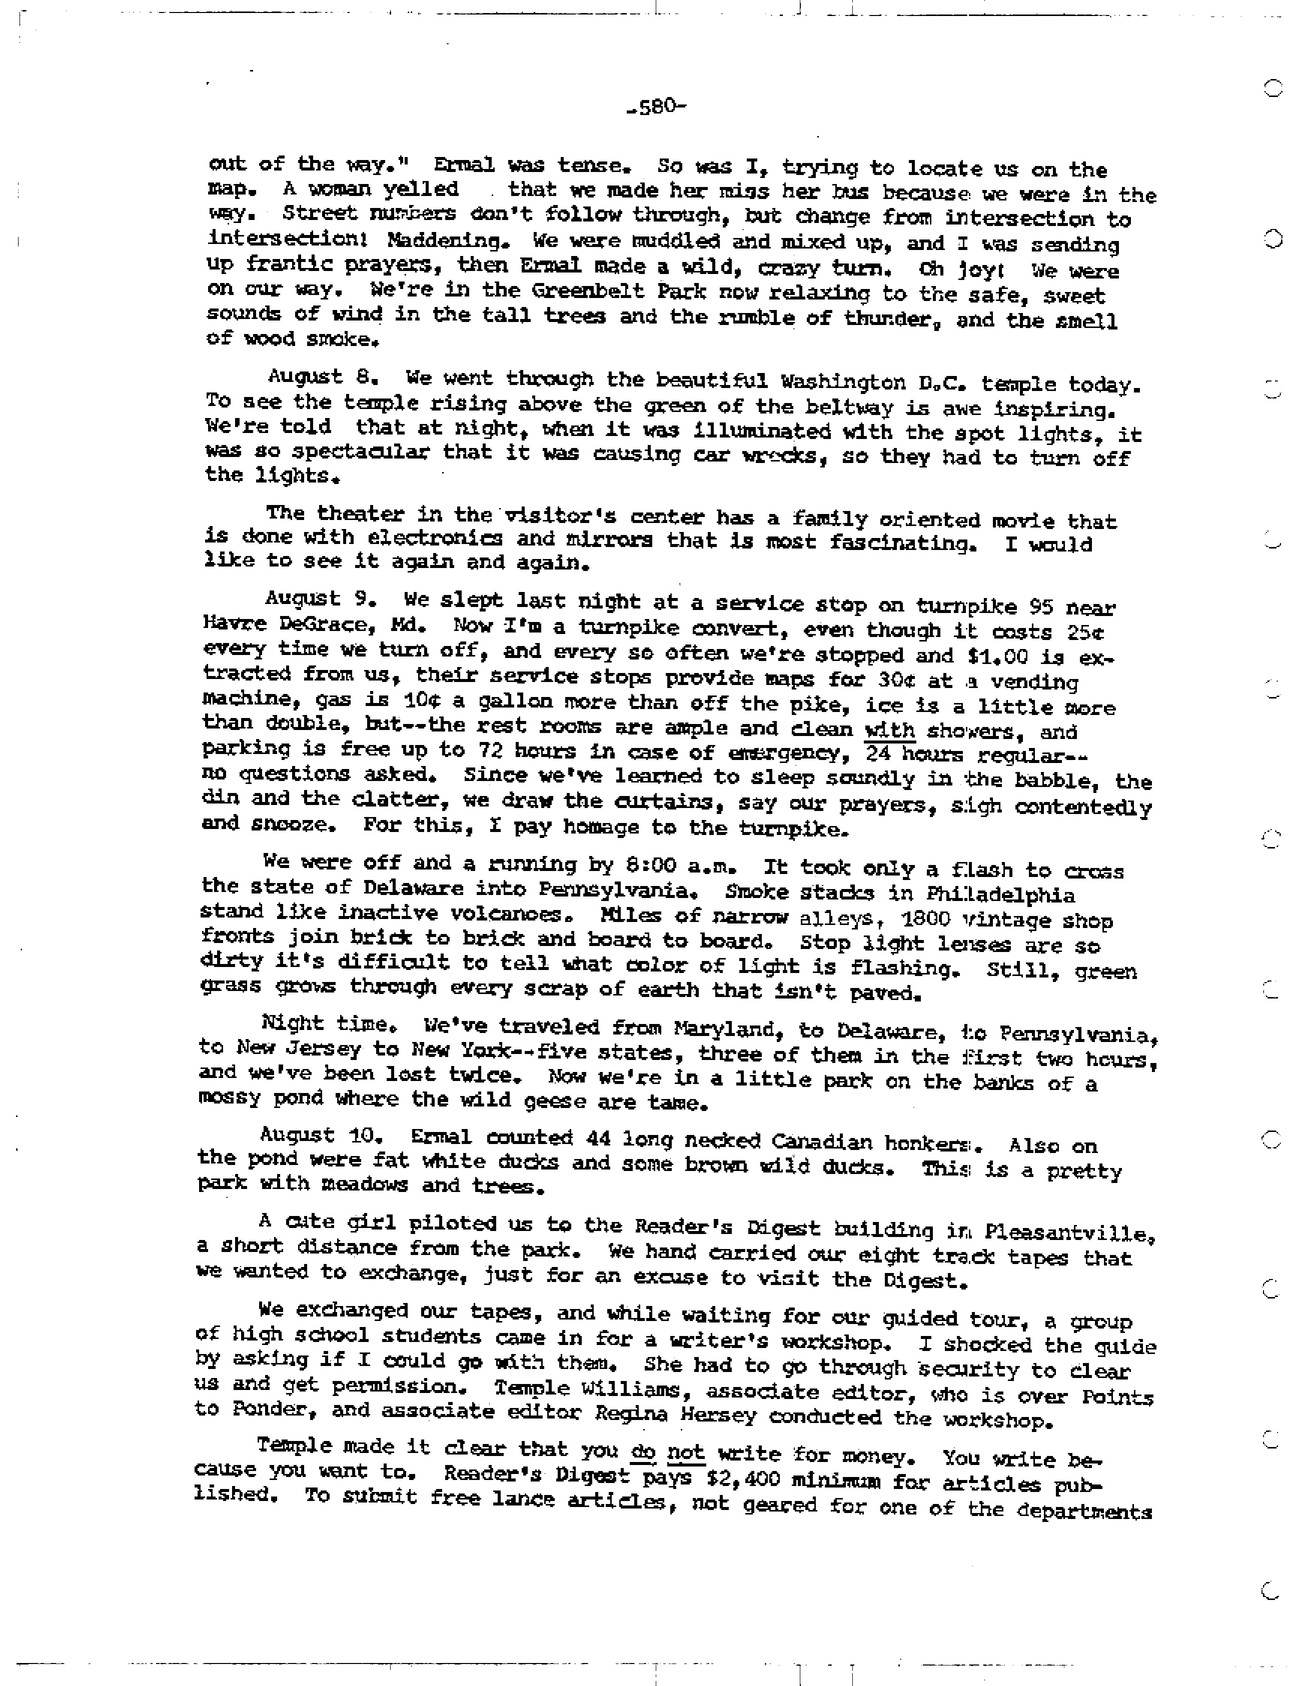 -580-
out of the way." Ermal was tense. So was I, trying to locate us on the
map. A woman yelled that we made her miss her bus because we were in the
way. Street numbers don't follow through, but change from intersection to
intersection! Maddening. We were muddled and mixed up, and I was sending
up frantic prayers, then Ermal made a wild, crazy turn. Oh joy! We were
on our way. We're in the Greenbelt Park now relaxing to the safe, sweet
sounds of wind in the tall trees and the rumble of thunder, and the smell
of wood smoke.
August 8. We went through the beautiful Washington D.C. temple today.
To see the temple rising above the green of the beltway is awe inspiring.
We're told that at night, when it was illuminated with the spot lights, it
was so spectacular that it was causing car wrecks, so they had to turn off
the lights.
The theater in the visitor's center has a family oriented movie that
is done with electronics and mirrors that is most fascinating. I would
like to see it again and again.
August 9. We slept last night at a service stop on turnpike 95 near
Havre DeGrace, Md. Now I'm a turnpike convert, even though it costs 25¢
every time we turn off, and every so often we're stopped and $1.00 is ex-
tracted from us, their service stops provide maps for 30¢ at a vending
machine, gas is 10¢ a gallon more than off the pike, ice is a little more
than double, but--the rest rooms are ample and clean with showers, and
parking is free up to 72 hours in case of emergency, 24 hours regular--
no questions asked. Since we've learned to sleep soundly in the babble, the
din and the clatter, we draw the curtains, say our prayers, sigh contentedly
and snooze. For this, I pay homage to the turnpike.
We were off and a running by 8:00 a.m. It took only a flash to cross
the state of Delaware into Pennsylvania. Smoke stacks in Philadelphia
stand like inactive volcanoes. Miles of narrow alleys, 1800 vintage shop
fronts join brick to brick and board to board. Stop light lenses are so
dirty it's difficult to tell what color of light is flashing. Still, green
grass grows through every scrap of earth that isn't paved.
Night time. We've traveled from Maryland, to Delaware, to Pennsylvania,
to New Jersey to New York--five states, three of them in the first two hours,
and we've been lost twice. Now we're in a little park on the banks of a
mossy pond where the wild geese are tame.
August 10. Ermal counted 44 long necked Canadian honkers. Also on
the pond were fat white ducks and some brown wild ducks. This is a pretty
park with meadows and trees.
A cute girl piloted us to the Reader's Digest building in Pleasantville,
a short distance from the park. We hand carried our eight track tapes that
we wanted to exchange, just for an excuse to visit the Digest.
We exchanged our tapes, and while waiting for our guided tour, a group
of high school students came in for a writer's workshop. I shocked the guide
by asking if I could go with them. She had to go through security to clear
us and get permission. Temple Williams, associate editor, who is over Points
to Ponder, and associate editor Regina Hersey conducted the workshop.
Temple made it clear that you do not write for money. You write be-
cause you want to. Reader's Digest pays $2,400 minimum for articles pub-
lished. To submit free lance articles, not geared for one of the departments